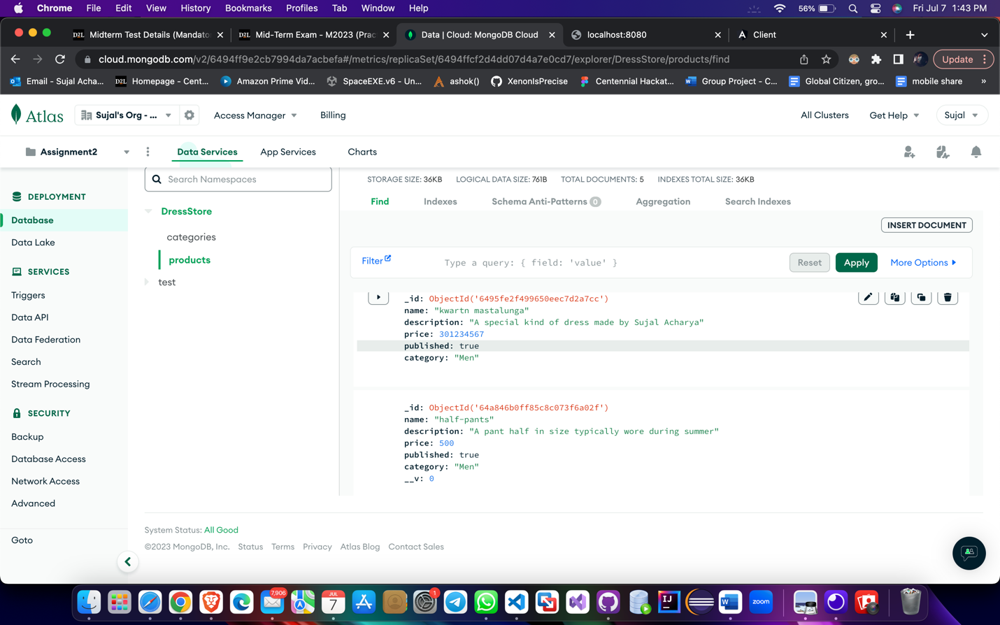 Chrome File Edit View History Bookmarks Profiles Tab Window Help 56% Fri Jul 7 1:43 PM
D2L Midterm Test Details (Mandato D2L Mid-Term Exam - M2023 (Prac Data | Cloud: MongoDB Cloud localhost:8080 Client
cloud.mongodb.com/v2/6494ff9e2cb7994da7acbefa#/metrics/replicaSet/6494ffcf2d4dd07d4a7e0cd7/explorer/DressStore/products/find Update
Email - Sujal Acha... D2L Homepage - Cent... Amazon Prime Vid... SpaceEXE.v6 - Un... ashok() XenonIsPrecise Centennial Hackat... Group Project - C... Global Citizen, gro... mobile share »
Atlas Sujal's Org - ... Access Manager Billing All Clusters Get Help Sujal
Assignment2 Data Services App Services Charts
DEPLOYMENT
Database
Data Lake
SERVICES
Triggers
Data API
Data Federation
Search
Stream Processing
SECURITY
Backup
Database Access
Network Access
Advanced
Goto
Search Namespaces
DressStore
categories
products
test
STORAGE SIZE: 36KB LOGICAL DATA SIZE: 761B TOTAL DOCUMENTS: 5 INDEXES TOTAL SIZE: 36KB
Find Indexes Schema Anti-Patterns 0 Aggregation Search Indexes
INSERT DOCUMENT
Filter Type a query: { field: 'value' } Reset Apply More Options
_id: ObjectId('6495fe2f499650eec7d2a7cc')
name: "kwartn mastalunga"
description: "A special kind of dress made by Sujal Acharya"
price: 301234567
published: true
category: "Men"
_id: ObjectId('64a846b0ff85c8c073f6a02f')
name: "half-pants"
description: "A pant half in size typically wore during summer"
price: 500
published: true
category: "Men"
__v: 0
System Status: All Good
©2023 MongoDB, Inc. Status Terms Privacy Atlas Blog Contact Sales
7,906 JUL 7 1 IJ W zoom